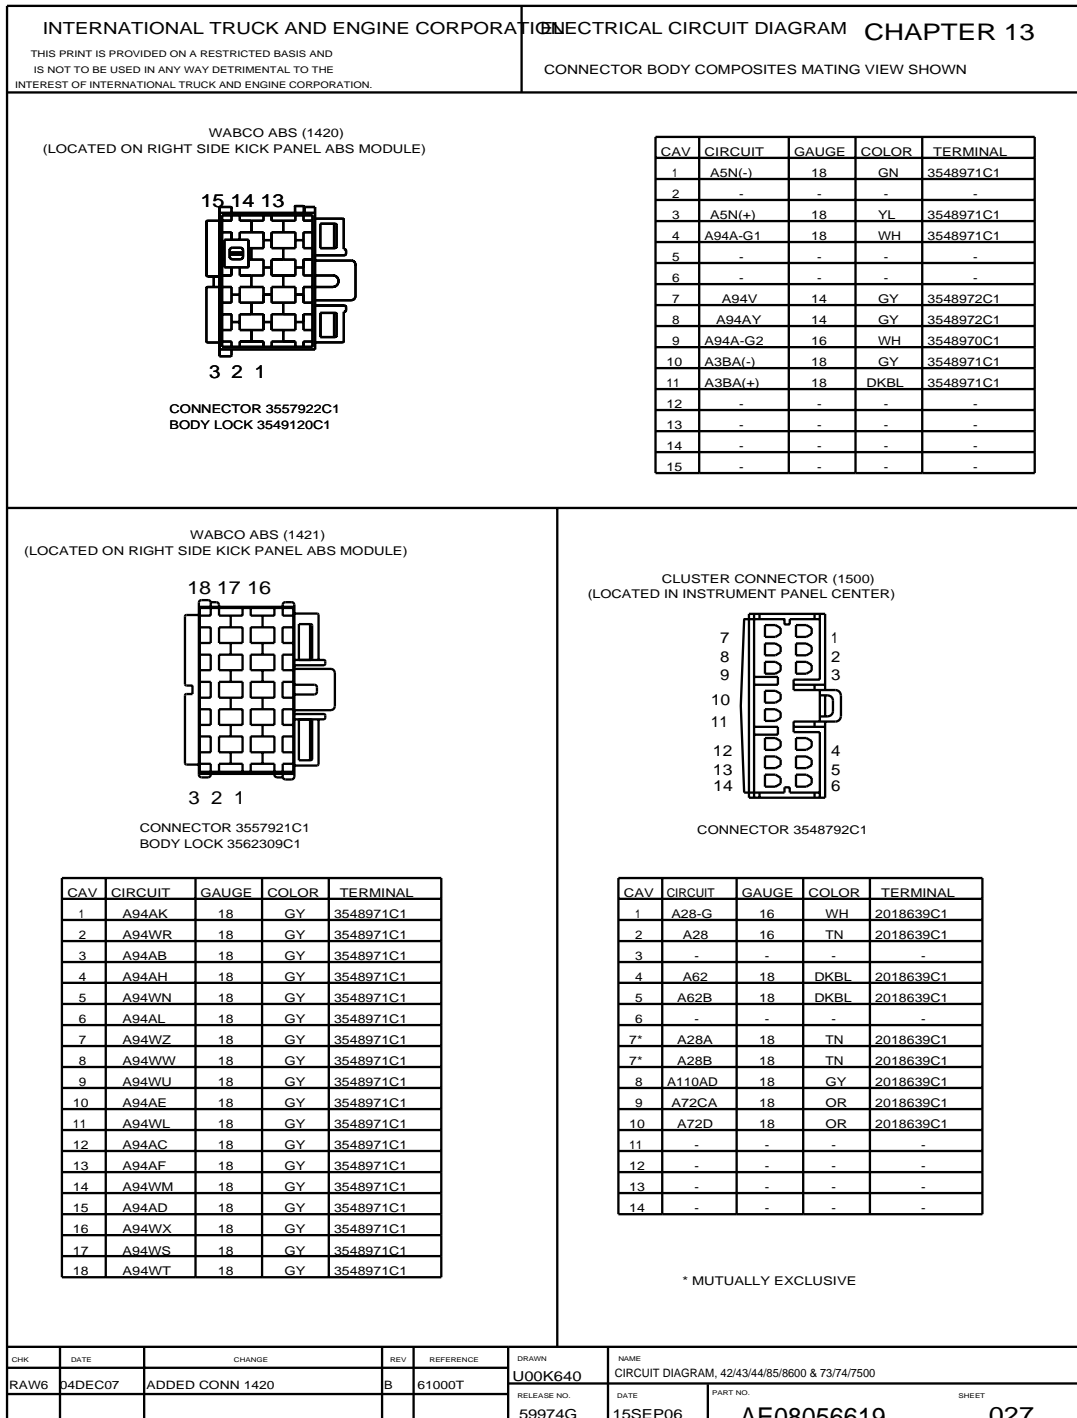 INTERNATIONAL TRUCK AND ENGINE CORPORATION
THIS PRINT IS PROVIDED ON A RESTRICTED BASIS AND
IS NOT TO BE USED IN ANY WAY DETRIMENTAL TO THE
INTEREST OF INTERNATIONAL TRUCK AND ENGINE CORPORATION.
ELECTRICAL CIRCUIT DIAGRAM CHAPTER 13
CONNECTOR BODY COMPOSITES MATING VIEW SHOWN
WABCO ABS (1420)
(LOCATED ON RIGHT SIDE KICK PANEL ABS MODULE)
15 14 13
3 2 1
CONNECTOR 3557922C1
BODY LOCK 3549120C1
CAV CIRCUIT GAUGE COLOR TERMINAL
1 A5N(-) 18 GN 3548971C1
2 - - - -
3 A5N(+) 18 YL 3548971C1
4 A94A-G1 18 WH 3548971C1
5 - - - -
6 - - - -
7 A94V 14 GY 3548972C1
8 A94AY 14 GY 3548972C1
9 A94A-G2 16 WH 3548970C1
10 A3BA(-) 18 GY 3548971C1
11 A3BA(+) 18 DKBL 3548971C1
12 - - - -
13 - - - -
14 - - - -
15 - - - -
WABCO ABS (1421)
(LOCATED ON RIGHT SIDE KICK PANEL ABS MODULE)
18 17 16
3 2 1
CONNECTOR 3557921C1
BODY LOCK 3562309C1
CAV CIRCUIT GAUGE COLOR TERMINAL
1 A94AK 18 GY 3548971C1
2 A94WR 18 GY 3548971C1
3 A94AB 18 GY 3548971C1
4 A94AH 18 GY 3548971C1
5 A94WN 18 GY 3548971C1
6 A94AL 18 GY 3548971C1
7 A94WZ 18 GY 3548971C1
8 A94WW 18 GY 3548971C1
9 A94WU 18 GY 3548971C1
10 A94AE 18 GY 3548971C1
11 A94WL 18 GY 3548971C1
12 A94AC 18 GY 3548971C1
13 A94AF 18 GY 3548971C1
14 A94WM 18 GY 3548971C1
15 A94AD 18 GY 3548971C1
16 A94WX 18 GY 3548971C1
17 A94WS 18 GY 3548971C1
18 A94WT 18 GY 3548971C1
CLUSTER CONNECTOR (1500)
(LOCATED IN INSTRUMENT PANEL CENTER)
7 1
8 2
9 3
10
11
12 4
13 5
14 6
CONNECTOR 3548792C1
CAV CIRCUIT GAUGE COLOR TERMINAL
1 A28-G 16 WH 2018639C1
2 A28 16 TN 2018639C1
3 - - - -
4 A62 18 DKBL 2018639C1
5 A62B 18 DKBL 2018639C1
6 - - - -
7* A28A 18 TN 2018639C1
7* A28B 18 TN 2018639C1
8 A110AD 18 GY 2018639C1
9 A72CA 18 OR 2018639C1
10 A72D 18 OR 2018639C1
11 - - - -
12 - - - -
13 - - - -
14 - - - -
* MUTUALLY EXCLUSIVE
CHK DATE CHANGE REV REFERENCE
RAW6 04DEC07 ADDED CONN 1420 B 61000T
DRAWN
U00K640
NAME
CIRCUIT DIAGRAM, 42/43/44/85/8600 & 73/74/7500
RELEASE NO. DATE PART NO. SHEET
59974G 15SEP06 AE08056619 027